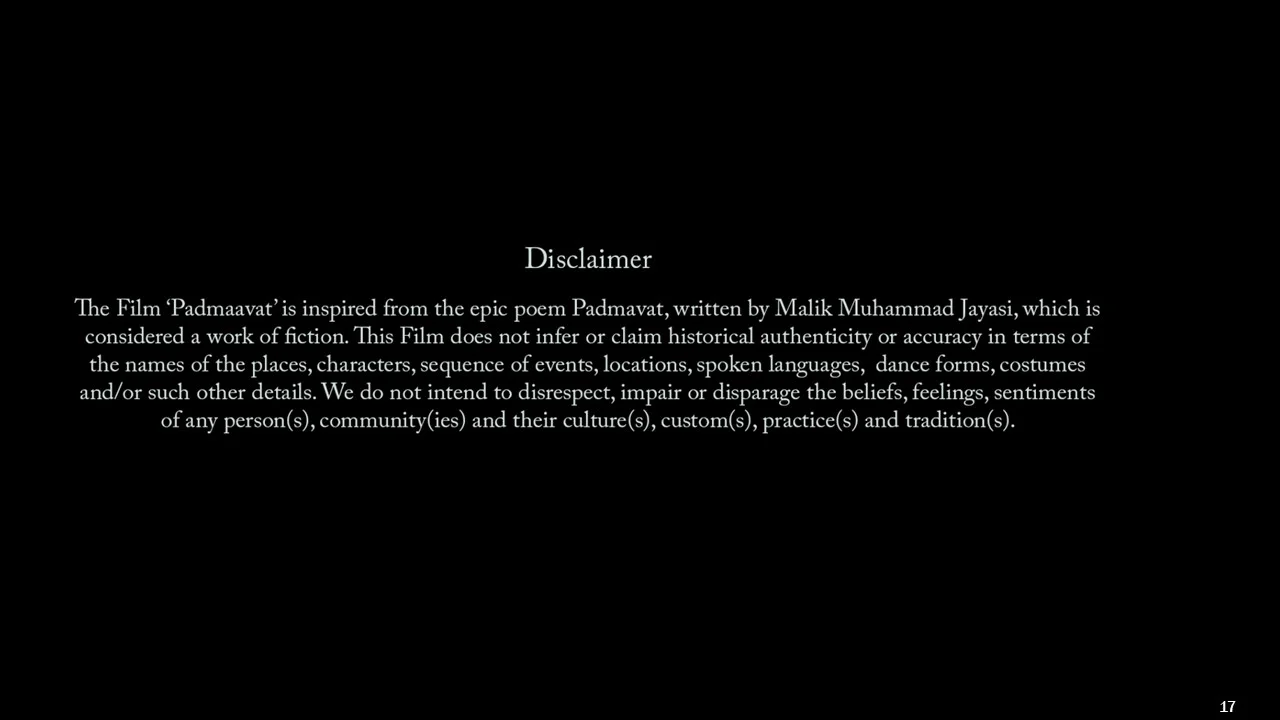 Disclaimer
The Film ‘Padmaavat’ is inspired from the epic poem Padmavat, written by Malik Muhammad Jayasi, which is
considered a work of fiction. This Film does not infer or claim historical authenticity or accuracy in terms of
the names of the places, characters, sequence of events, locations, spoken languages,  dance forms, costumes
and/or such other details. We do not intend to disrespect, impair or disparage the beliefs, feelings, sentiments
of any person(s), community(ies) and their culture(s), custom(s), practice(s) and tradition(s).
17